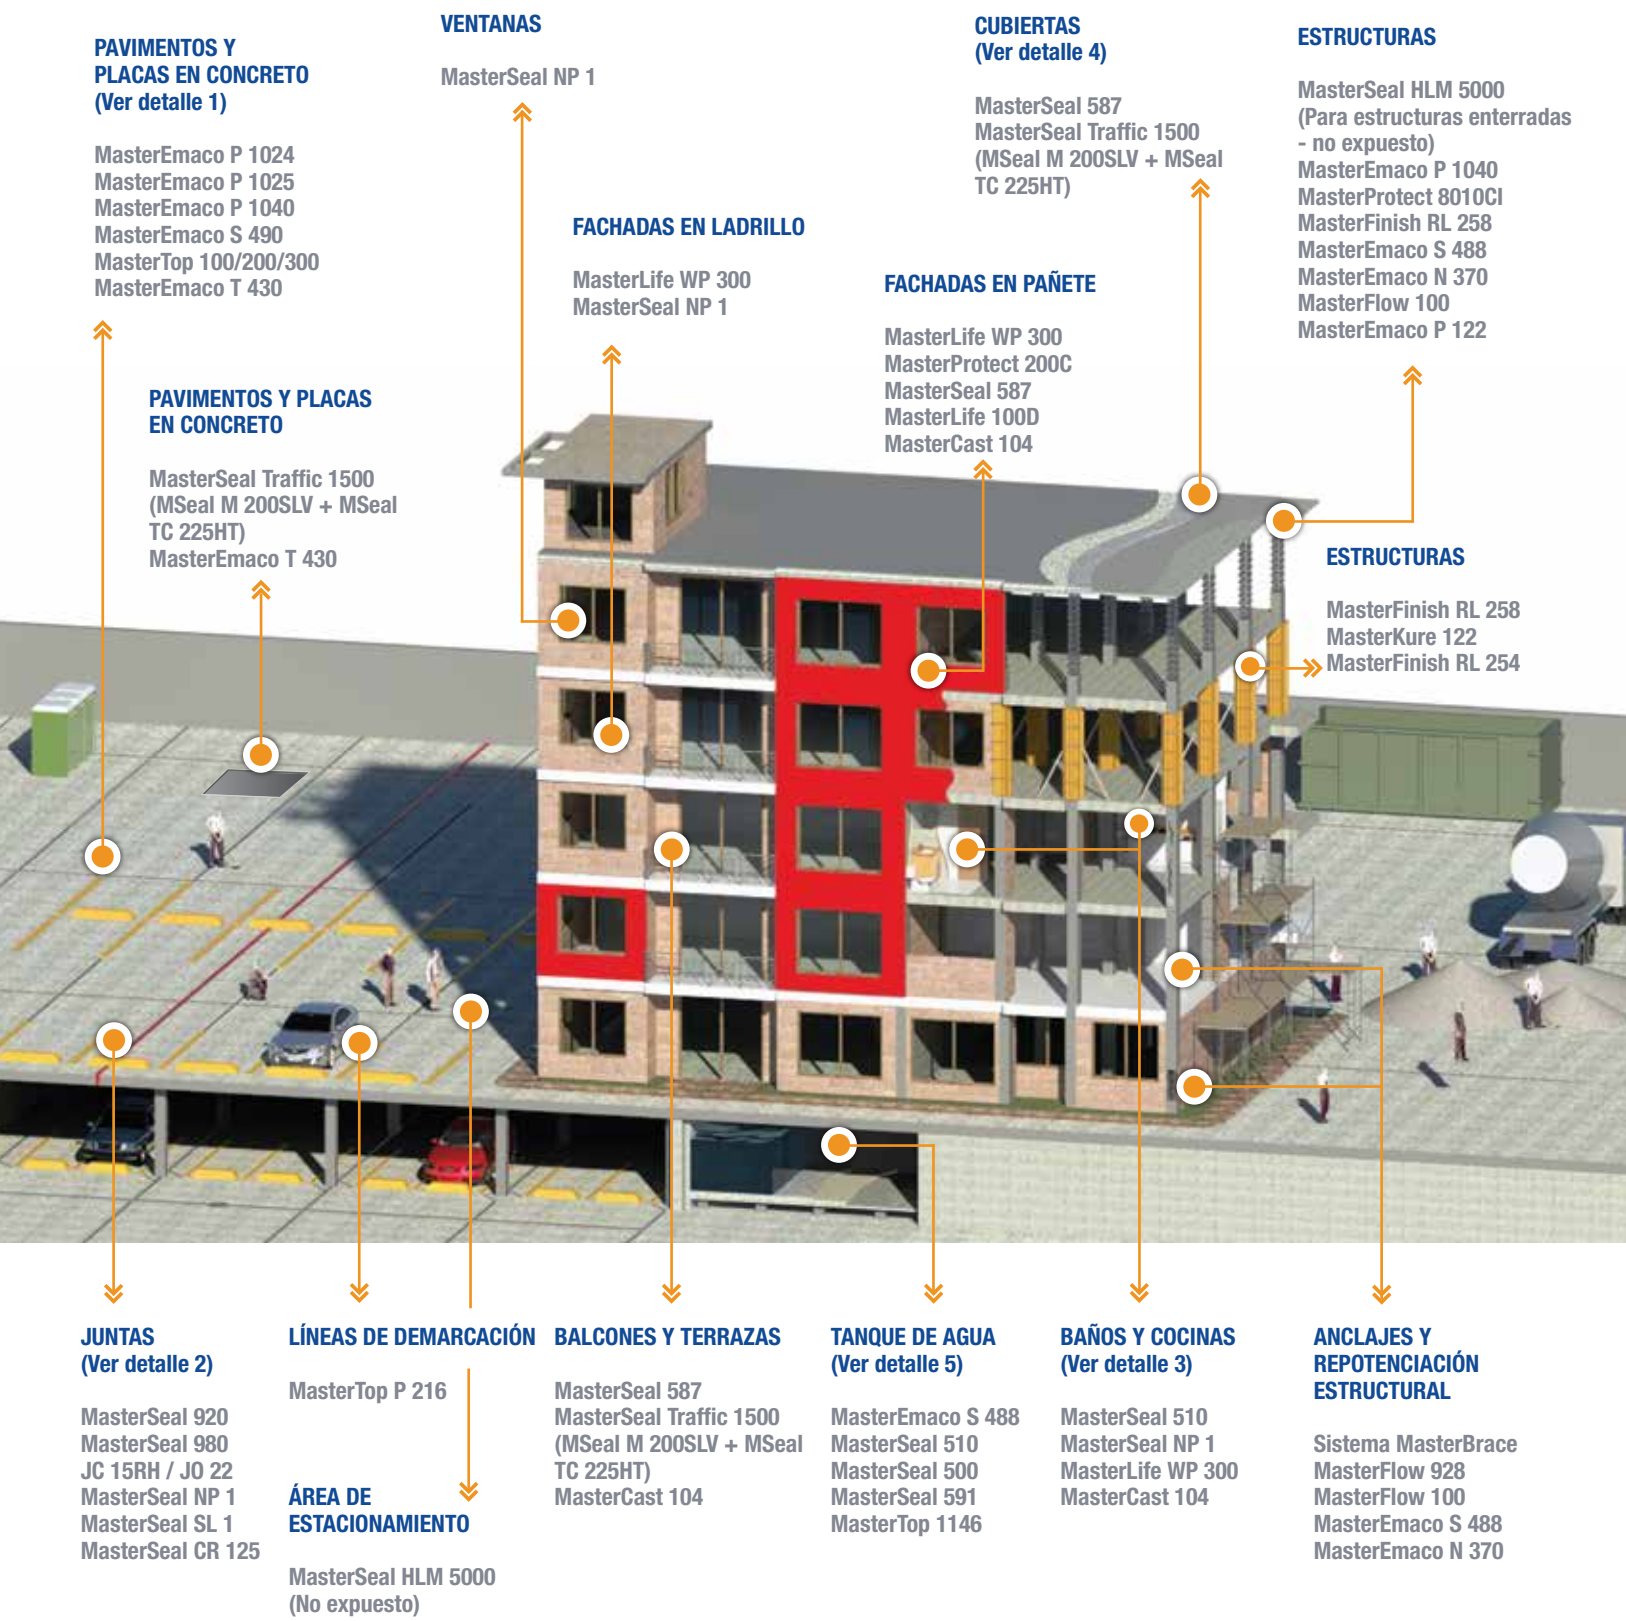 PAVIMENTOS Y
PLACAS EN CONCRETO
(Ver detalle 1)
MasterEmaco P 1024
MasterEmaco P 1025
MasterEmaco P 1040
MasterEmaco S 490
MasterTop 100/200/300
MasterEmaco T 430
VENTANAS
MasterSeal NP 1
CUBIERTAS
(Ver detalle 4)
MasterSeal 587
MasterSeal Traffic 1500
(MSeal M 200SLV + MSeal
TC 225HT)
ESTRUCTURAS
MasterSeal HLM 5000
(Para estructuras enterradas
- no expuesto)
MasterEmaco P 1040
MasterProtect 8010CI
MasterFinish RL 258
MasterEmaco S 488
MasterEmaco N 370
MasterFlow 100
MasterEmaco P 122
FACHADAS EN LADRILLO
MasterLife WP 300
MasterSeal NP 1
FACHADAS EN PAÑETE
MasterLife WP 300
MasterProtect 200C
MasterSeal 587
MasterLife 100D
MasterCast 104
PAVIMENTOS Y PLACAS
EN CONCRETO
MasterSeal Traffic 1500
(MSeal M 200SLV + MSeal
TC 225HT)
MasterEmaco T 430
ESTRUCTURAS
MasterFinish RL 258
MasterKure 122
MasterFinish RL 254
JUNTAS
(Ver detalle 2)
MasterSeal 920
MasterSeal 980
JC 15RH / JO 22
MasterSeal NP 1
MasterSeal SL 1
MasterSeal CR 125
LÍNEAS DE DEMARCACIÓN
MasterTop P 216
ÁREA DE
ESTACIONAMIENTO
MasterSeal HLM 5000
(No expuesto)
BALCONES Y TERRAZAS
MasterSeal 587
MasterSeal Traffic 1500
(MSeal M 200SLV + MSeal
TC 225HT)
MasterCast 104
TANQUE DE AGUA
(Ver detalle 5)
MasterEmaco S 488
MasterSeal 510
MasterSeal 500
MasterSeal 591
MasterTop 1146
BAÑOS Y COCINAS
(Ver detalle 3)
MasterSeal 510
MasterSeal NP 1
MasterLife WP 300
MasterCast 104
ANCLAJES Y
REPOTENCIACIÓN
ESTRUCTURAL
Sistema MasterBrace
MasterFlow 928
MasterFlow 100
MasterEmaco S 488
MasterEmaco N 370